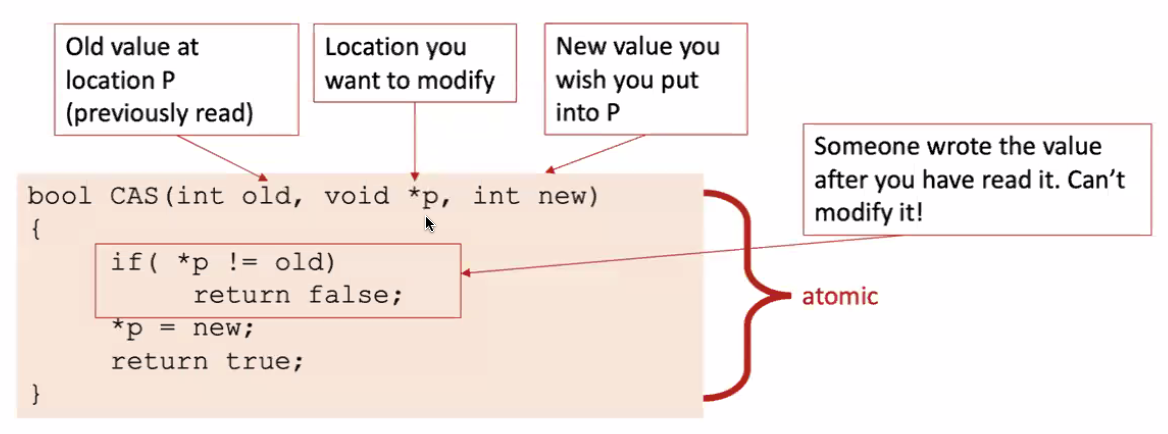 Old value at
location P
(previously read)
Location you
want to modify
New value you
wish you put
into P
Someone wrote the value
after you have read it. Can't
modify it!
bool CAS(int old, void *p, int new)
{
if( *p != old)
return false;
*p = new;
return true;
}
atomic